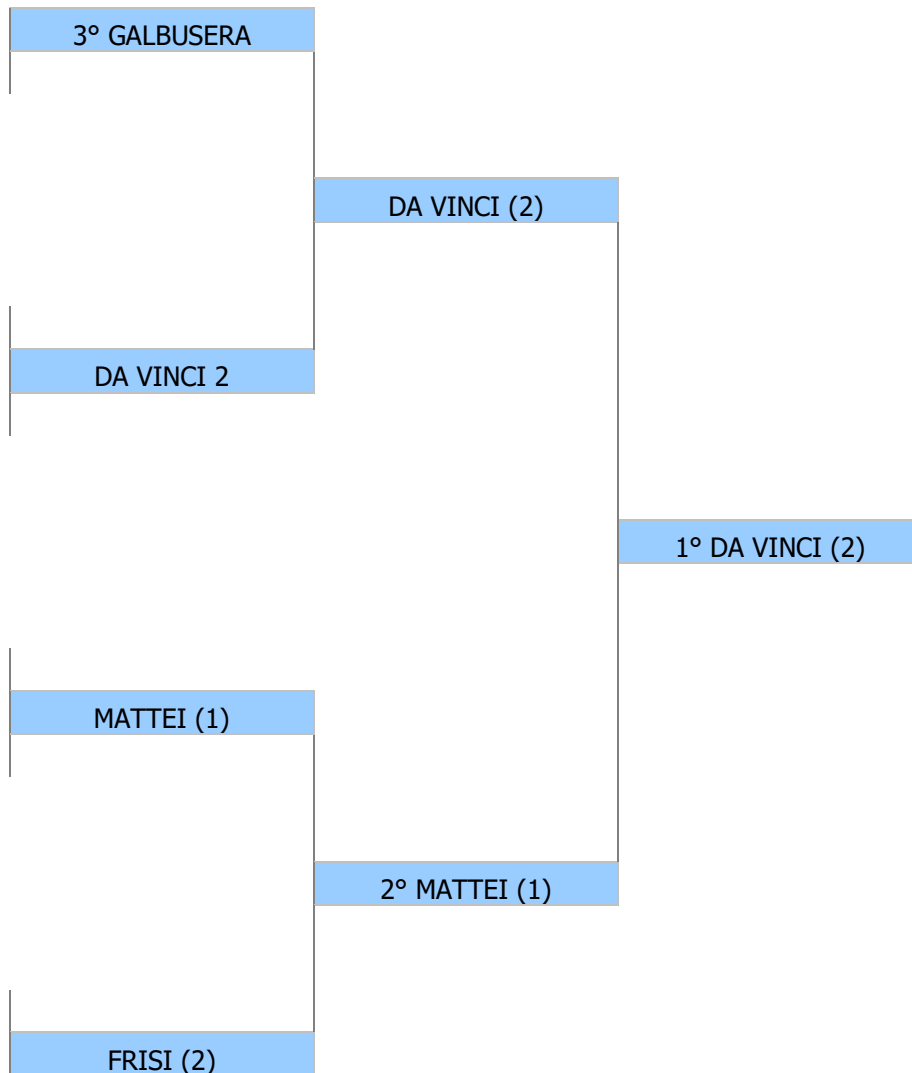 3° GALBUSERA
DA VINCI (2)
DA VINCI 2
1° DA VINCI (2)
MATTEI (1)
2° MATTEI (1)
FRISI (2)